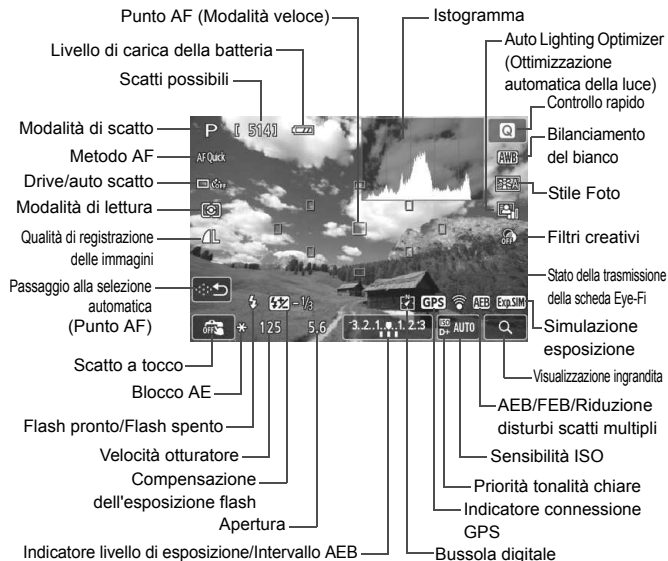 Punto AF (Modalità veloce)
Istogramma
Livello di carica della batteria
Auto Lighting Optimizer
(Ottimizzazione
automatica della luce)
Scatti possibili
Controllo rapido
Modalità di scatto
Bilanciamento
del bianco
Metodo AF
Drive/auto scatto
Stile Foto
Modalità di lettura
Qualità di registrazione
delle immagini
Filtri creativi
Passaggio alla selezione
automatica
(Punto AF)
Stato della trasmissione
della scheda Eye-Fi
Simulazione
esposizione
Scatto a tocco
Visualizzazione ingrandita
Blocco AE
AEB/FEB/Riduzione
disturbi scatti multipli
Flash pronto/Flash spento
Velocità otturatore
Sensibilità ISO
Compensazione
dell'esposizione flash
Priorità tonalità chiare
Apertura
Indicatore connessione
GPS
Indicatore livello di esposizione/Intervallo AEB
Bussola digitale
P [ 514]
Q
AF Quick
AWB
L
OFF
-1/3
GPS AEB Exp.SIM
OFF * 125 5.6 -3..2..1..▼..1..2.:3 ISO D+ AUTO